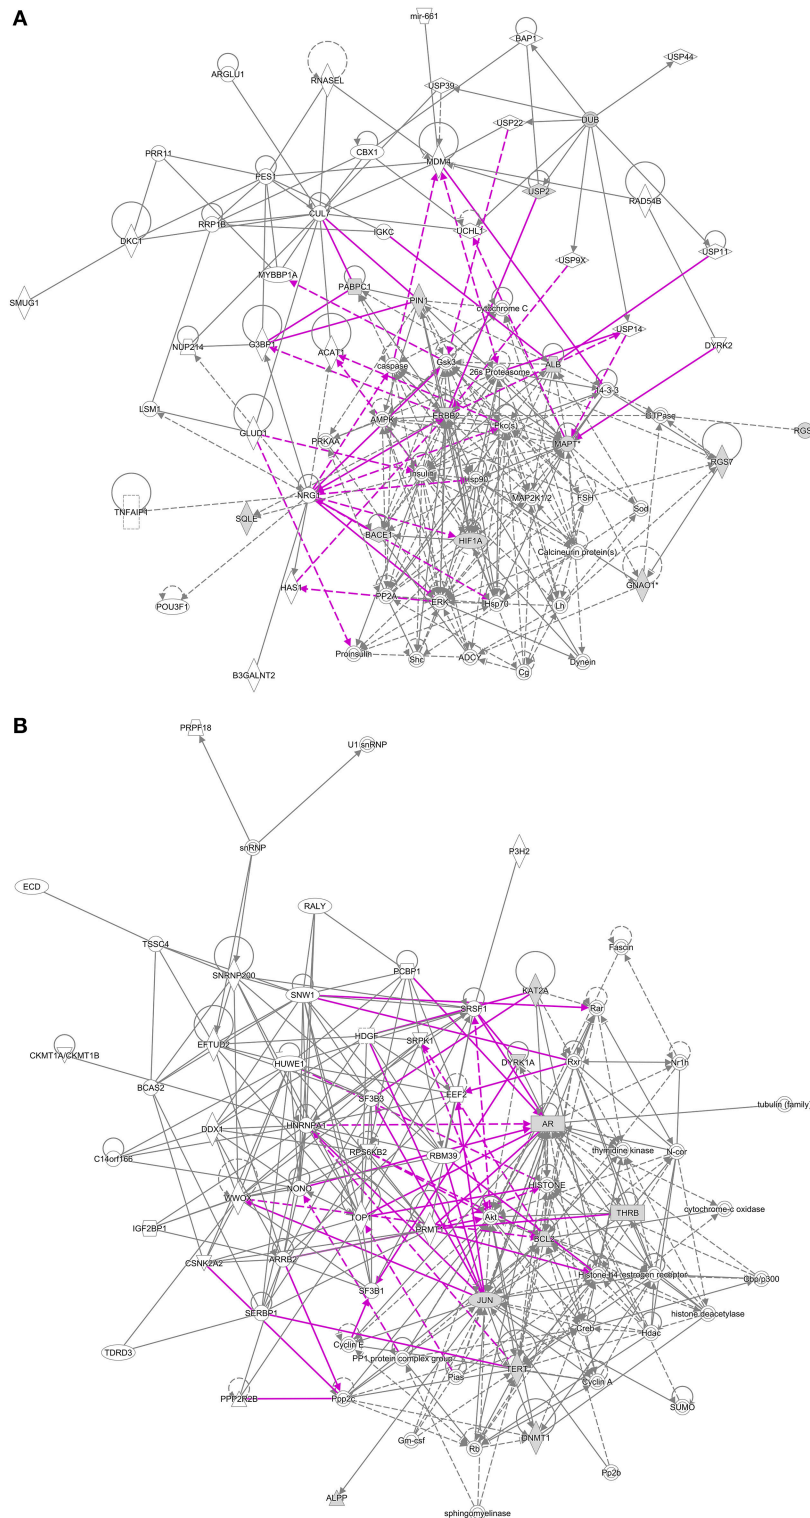 A
mir-661
BAP1
USP44
ARGLU1
RNASEL
USP39
USP22
DUB
PRR11
CBX1
MDM4
PES1
USP2
RAD54B
CUL7
RRP1B
IGKC
UCHL1
DKC1
USP11
USP9X
MYBBP1A
SMUG1
PABPC1
PIN1
cytochrome C
USP14
NUP214
G3BP1
ACAT1
DYRK2
caspase
Gsk3
26s Proteasome
ALB
14-3-3
LSM1
AMPK
ERBB2
Pkc(s)
GTPase
GLUD1
PRKAA
MAPT*
RGS
RGS7
Insulin
Hsp90
NRG1
MAP2K1/2
FSH
Sod
TNFAIP1
SQLE
BACE1
HIF1A
Calcineurin protein(s)
GNAO1*
HAS1
PP2A
ERK
Hsp70
Lh
POU3F1
Proinsulin
Shc
ADCY
Dynein
Cg
B3GALNT2
B
PRPF18
U1 snRNP
snRNP
P3H2
ECD
RALY
TSSC4
Fascin
SNRNP200
PCBP1
SNW1
KAT2A
SRSF1
Rar
EFTUD2
HDGF
SRPK1
CKMT1A/CKMT1B
HUWE1
DYRK1A
Rxr
Nr1h
BCAS2
SF3B3
EEF2
tubulin (family)
DDX1
HNRNPA1
AR
C14orf166
RPS6KB2
RBM39
thymidine kinase
N-cor
NONO
HISTONE
WWOX
cytochrome-c oxidase
IGF2BP1
TOP1
Akt
THRB
PRMT5
BCL2
CSNK2A2
ARRB2
Histone h4
estrogen receptor
Cbp/p300
SF3B1
JUN
SERBP1
histone deacetylase
Creb
Hdac
TDRD3
Cyclin E
PP1 protein complex group
TERT
Pias
Cyclin A
PPP2R2B
Ppp2c
SUMO
Gm-csf
Rb
DNMT1
Pp2b
ALPP
sphingomyelinase